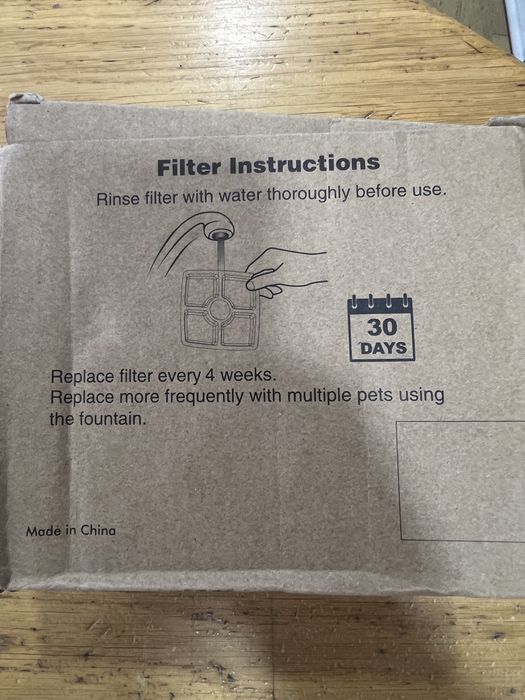 Filter Instructions
Rinse filter with water thoroughly before use.
30
DAYS
Replace filter every 4 weeks.
Replace more frequently with multiple pets using
the fountain.
Made in China